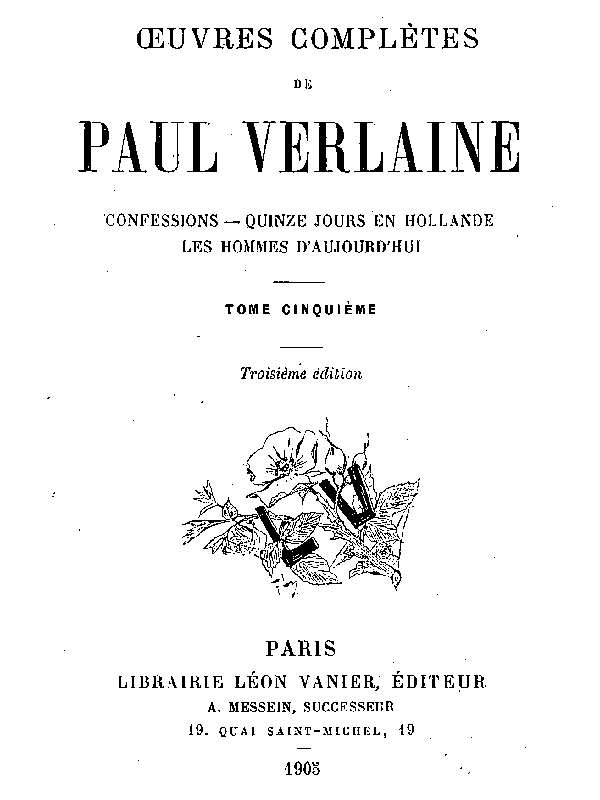 ŒUVRES COMPLÈTES
DE
PAUL VERLAINE
CONFESSIONS — QUINZE JOURS EN HOLLANDE
LES HOMMES D'AUJOURD'HUI
TOME CINQUIÈME
Troisième édition
L V
PARIS
LIBRAIRIE LÉON VANIER, ÉDITEUR
A. MESSEIN, SUCCESSEUR
19, QUAI SAINT-MICHEL, 19
1905